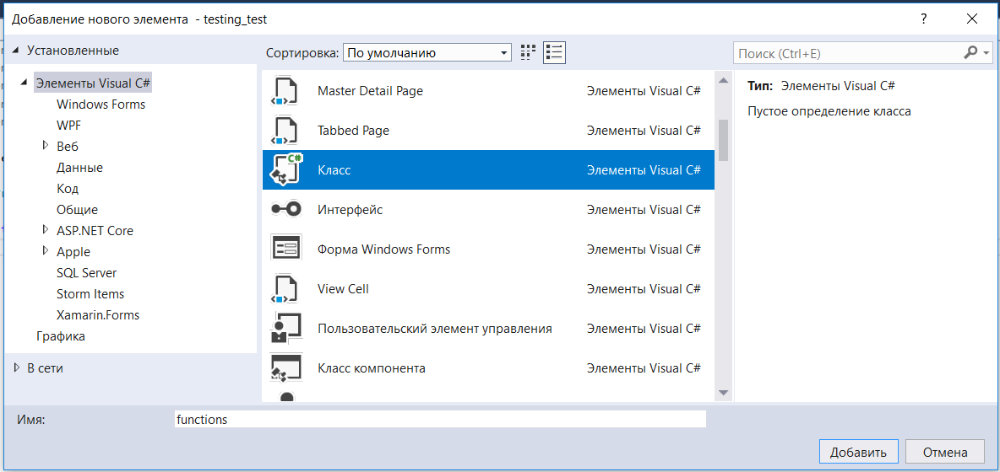 Добавление нового элемента - testing_test
?
Установленные
Элементы Visual C#
Windows Forms
WPF
Веб
Данные
Код
Общие
ASP.NET Core
Apple
SQL Server
Storm Items
Xamarin.Forms
Графика
В сети
Сортировка: По умолчанию
Master Detail Page Элементы Visual C#
Tabbed Page Элементы Visual C#
C# Класс Элементы Visual C#
Интерфейс Элементы Visual C#
Форма Windows Forms Элементы Visual C#
View Cell Элементы Visual C#
Пользовательский элемент управления Элементы Visual C#
Класс компонента Элементы Visual C#
Поиск (Ctrl+E)
Тип: Элементы Visual C#
Пустое определение класса
Имя: functions
Добавить Отмена